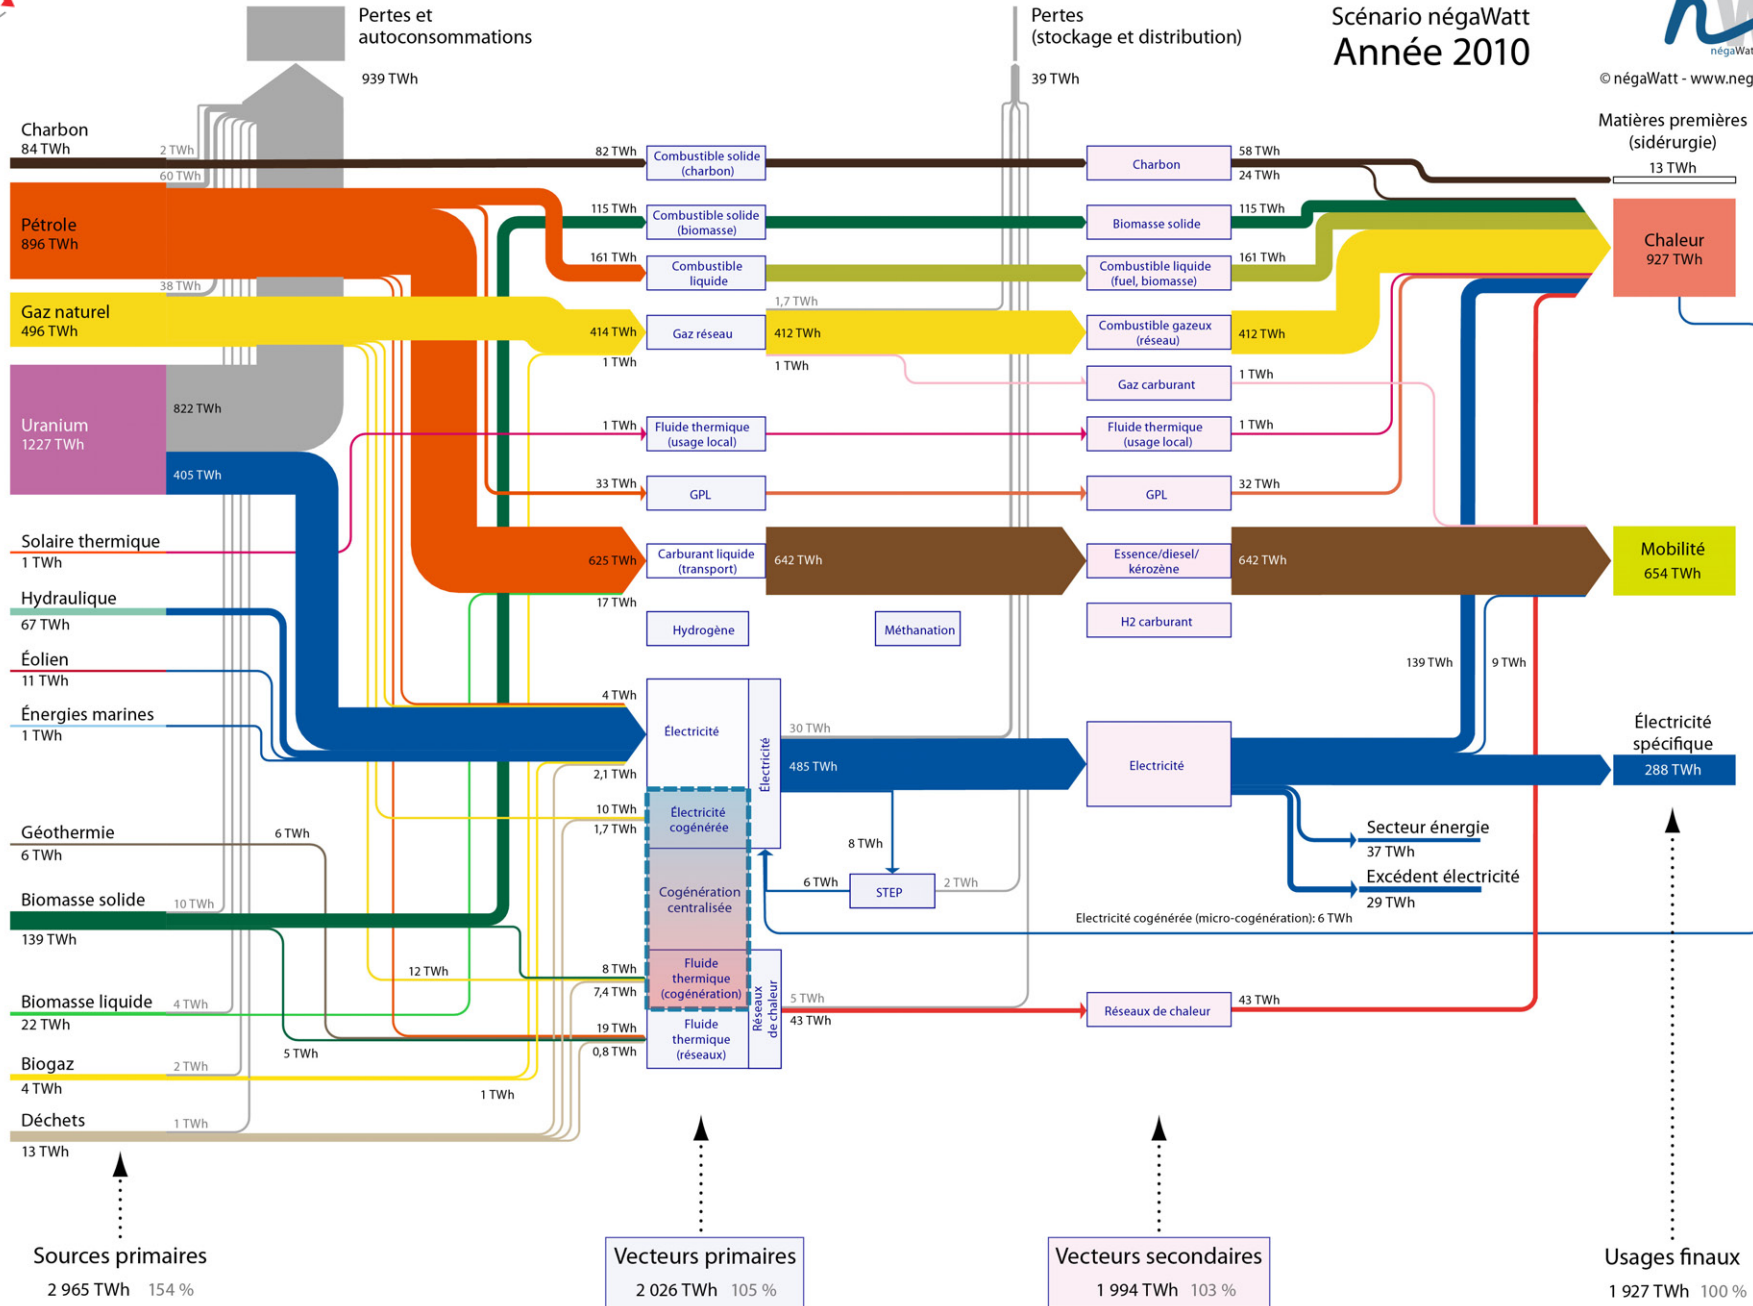 Pertes et
autoconsommations
939 TWh
Pertes
(stockage et distribution)
39 TWh
Scénario négaWatt
Année 2010
négaWat
© négaWatt - www.neg
Matières premières
(sidérurgie)
13 TWh
Charbon
84 TWh
2 TWh
60 TWh
82 TWh
Combustible solide
(charbon)
Charbon
58 TWh
24 TWh
Pétrole
896 TWh
38 TWh
115 TWh
Combustible solide
(biomasse)
Biomasse solide
115 TWh
161 TWh
Combustible
liquide
Combustible liquide
(fuel, biomasse)
161 TWh
Chaleur
927 TWh
Gaz naturel
496 TWh
414 TWh
1 TWh
Gaz réseau
1,7 TWh
412 TWh
1 TWh
Combustible gazeux
(réseau)
412 TWh
Gaz carburant
1 TWh
Uranium
1227 TWh
822 TWh
405 TWh
1 TWh
Fluide thermique
(usage local)
Fluide thermique
(usage local)
1 TWh
33 TWh
GPL
GPL
32 TWh
Solaire thermique
1 TWh
625 TWh
17 TWh
Carburant liquide
(transport)
642 TWh
Essence/diesel/
kérozène
642 TWh
Mobilité
654 TWh
Hydraulique
67 TWh
Hydrogène
Méthanation
H2 carburant
Éolien
11 TWh
139 TWh
9 TWh
Énergies marines
1 TWh
4 TWh
2,1 TWh
Électricité
Électricité
30 TWh
485 TWh
Electricité
Électricité
spécifique
288 TWh
10 TWh
1,7 TWh
Électricité
cogénérée
8 TWh
Secteur énergie
37 TWh
Excédent électricité
29 TWh
Géothermie
6 TWh
6 TWh
Cogénération
centralisée
6 TWh
STEP
2 TWh
Electricité cogénérée (micro-cogénération): 6 TWh
Biomasse solide
139 TWh
10 TWh
12 TWh
8 TWh
7,4 TWh
Fluide
thermique
(cogénération)
Réseaux
de chaleur
5 TWh
43 TWh
Réseaux de chaleur
43 TWh
Biomasse liquide
22 TWh
4 TWh
5 TWh
19 TWh
0,8 TWh
Fluide
thermique
(réseaux)
Biogaz
4 TWh
2 TWh
1 TWh
Déchets
13 TWh
1 TWh
Sources primaires
2 965 TWh 154 %
Vecteurs primaires
2 026 TWh 105 %
Vecteurs secondaires
1 994 TWh 103 %
Usages finaux
1 927 TWh 100 %